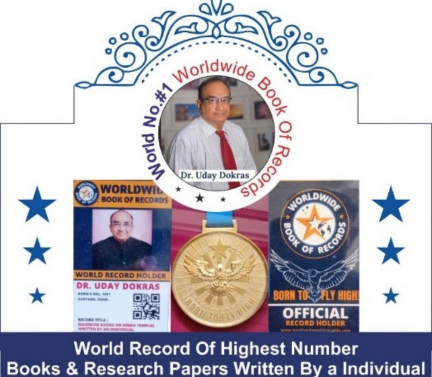 World No.#1 Worldwide Book Of Records
Dr. Uday Dokras
WORLDWIDE
BOOK OF RECORDS
WORLD RECORD HOLDER
DR. UDAY DOKRAS
WORLDWIDE
BOOK OF RECORDS
BORN TO FLY HIGH!
OFFICIAL
RECORD HOLDER
World Record Of Highest Number
Books & Research Papers Written By a Individual